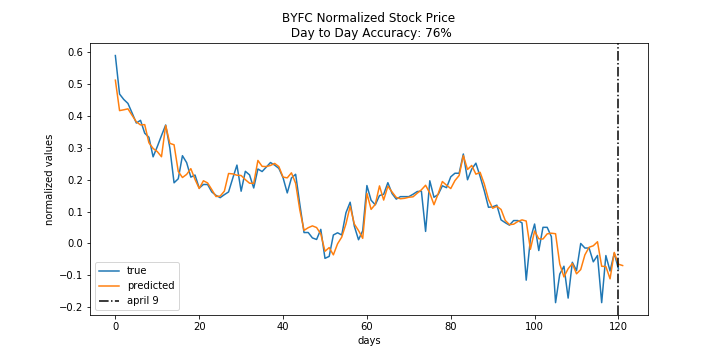 BYFC Normalized Stock Price
Day to Day Accuracy: 76%
normalized values
0.6
0.5
0.4
0.3
0.2
0.1
0.0
−0.1
−0.2
true
predicted
april 9
0 20 40 60 80 100 120
days